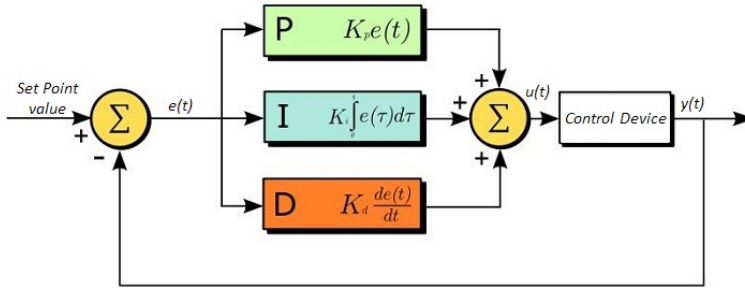 Set Point
value
+
-
Σ
e(t)
P K_p e(t)
I K_i ∫_0^t e(τ)dτ
D K_d de(t)/dt
+
+
+
Σ
u(t)
Control Device
y(t)